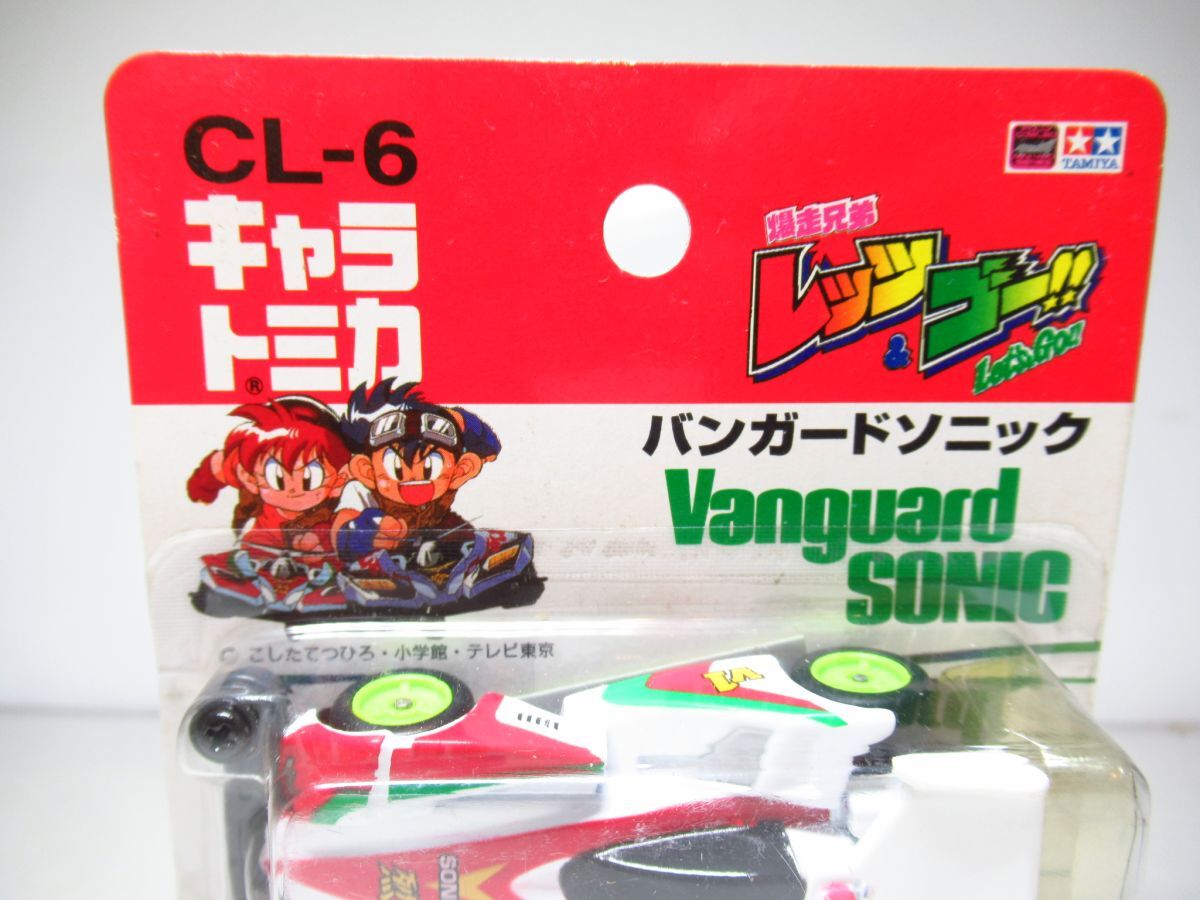 CL-6
キャラ
トミカ
®
TAMIYA
爆走兄弟
レッツ
&
ゴー!!
Let's & Go!!
バンガードソニック
Vanguard
SONIC
© こしたてつひろ・小学館・テレビ東京
V1
SONI